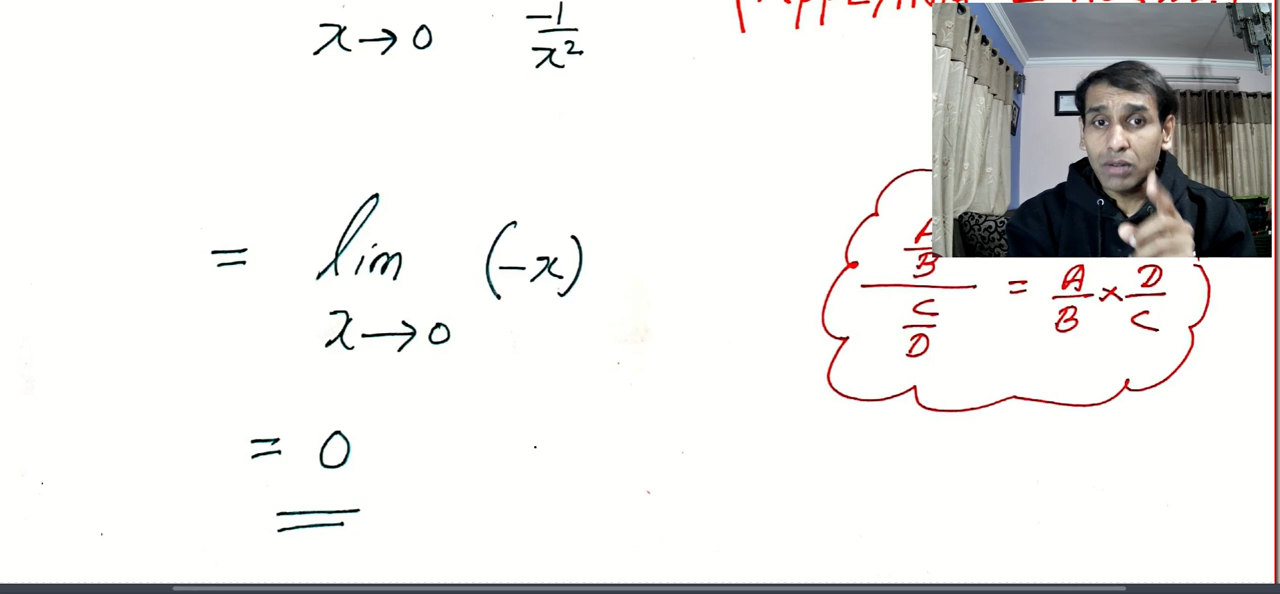 x→0 -1/x²
= lim (-x)
x→0
= 0
A/B / C/D = A/B × D/C